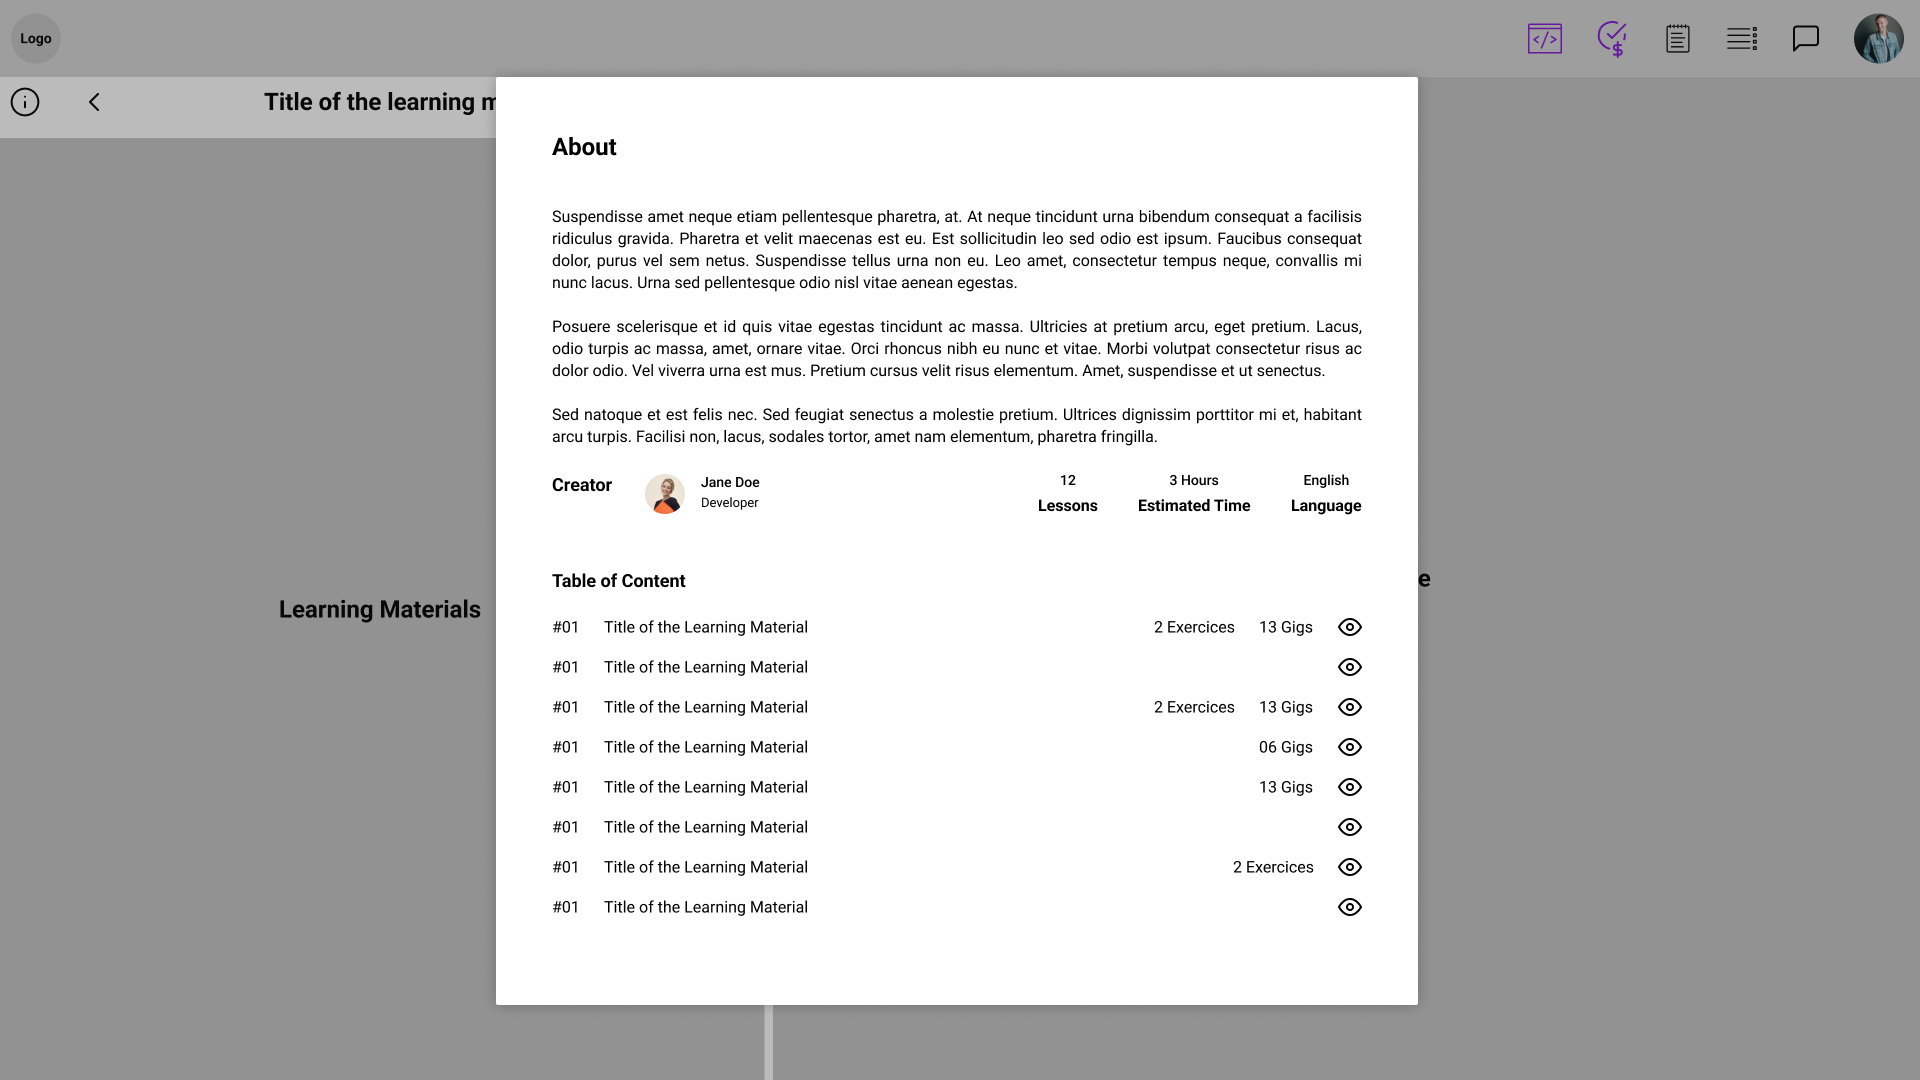 Logo
Title of the learning m
About
Suspendisse amet neque etiam pellentesque pharetra, at. At neque tincidunt urna bibendum consequat a facilisis
ridiculus gravida. Pharetra et velit maecenas est eu. Est sollicitudin leo sed odio est ipsum. Faucibus consequat
dolor, purus vel sem netus. Suspendisse tellus urna non eu. Leo amet, consectetur tempus neque, convallis mi
nunc lacus. Urna sed pellentesque odio nisl vitae aenean egestas.
Posuere scelerisque et id quis vitae egestas tincidunt ac massa. Ultricies at pretium arcu, eget pretium. Lacus,
odio turpis ac massa, amet, ornare vitae. Orci rhoncus nibh eu nunc et vitae. Morbi volutpat consectetur risus ac
dolor odio. Vel viverra urna est mus. Pretium cursus velit risus elementum. Amet, suspendisse et ut senectus.
Sed natoque et est felis nec. Sed feugiat senectus a molestie pretium. Ultrices dignissim porttitor mi et, habitant
arcu turpis. Facilisi non, lacus, sodales tortor, amet nam elementum, pharetra fringilla.
Creator
Jane Doe
Developer
12
Lessons
3 Hours
Estimated Time
English
Language
Table of Content
Learning Materials
e
#01 Title of the Learning Material 2 Exercices 13 Gigs
#01 Title of the Learning Material
#01 Title of the Learning Material 2 Exercices 13 Gigs
#01 Title of the Learning Material 06 Gigs
#01 Title of the Learning Material 13 Gigs
#01 Title of the Learning Material
#01 Title of the Learning Material 2 Exercices
#01 Title of the Learning Material